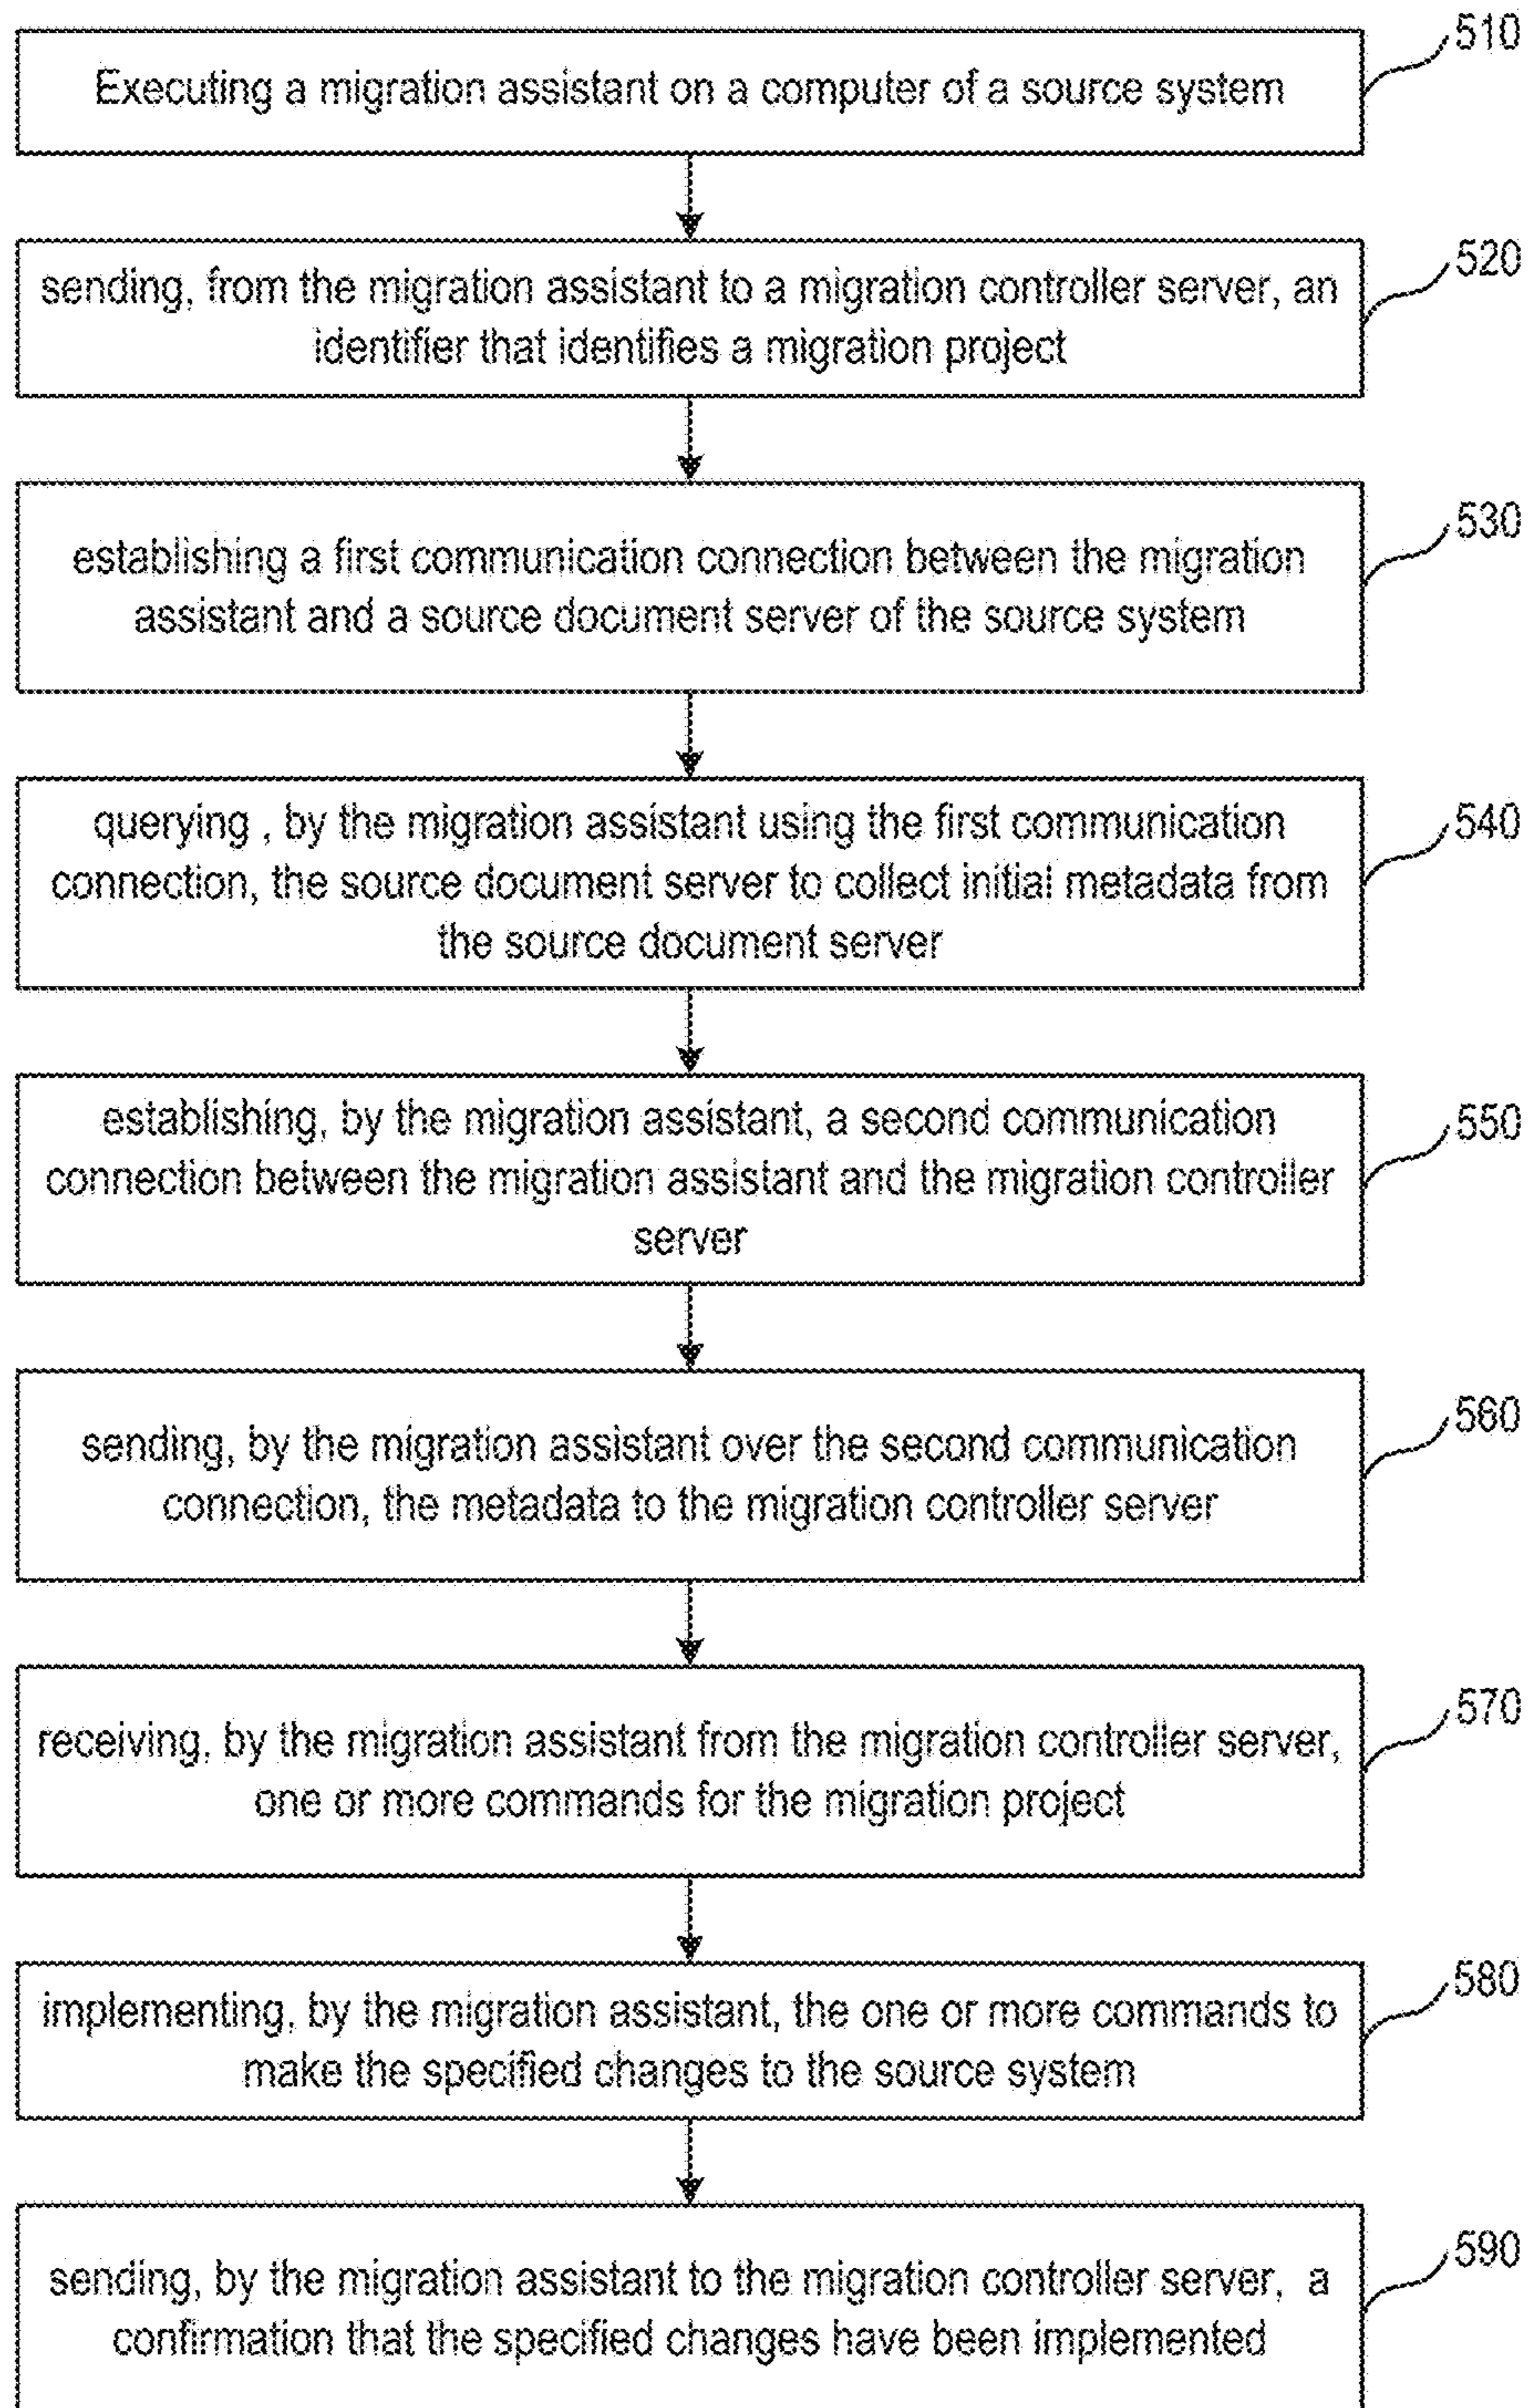 510
Executing a migration assistant on a computer of a source system
520
sending, from the migration assistant to a migration controller server, an
identifier that identifies a migration project
530
establishing a first communication connection between the migration
assistant and a source document server of the source system
540
querying , by the migration assistant using the first communication
connection, the source document server to collect initial metadata from
the source document server
550
establishing, by the migration assistant, a second communication
connection between the migration assistant and the migration controller
server
560
sending, by the migration assistant over the second communication
connection, the metadata to the migration controller server
570
receiving, by the migration assistant from the migration controller server,
one or more commands for the migration project
580
implementing, by the migration assistant, the one or more commands to
make the specified changes to the source system
590
sending, by the migration assistant to the migration controller server, a
confirmation that the specified changes have been implemented